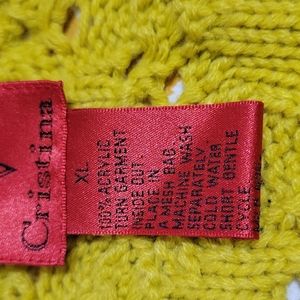 Cristina
XL
100% ACRYLIC
TURN GARMENT
INSIDE OUT.
PLACE IN
A MESH BAG.
MACHINE WASH
SEPARATELY
COLD WATER
SHORT GENTLE
CYCLE.